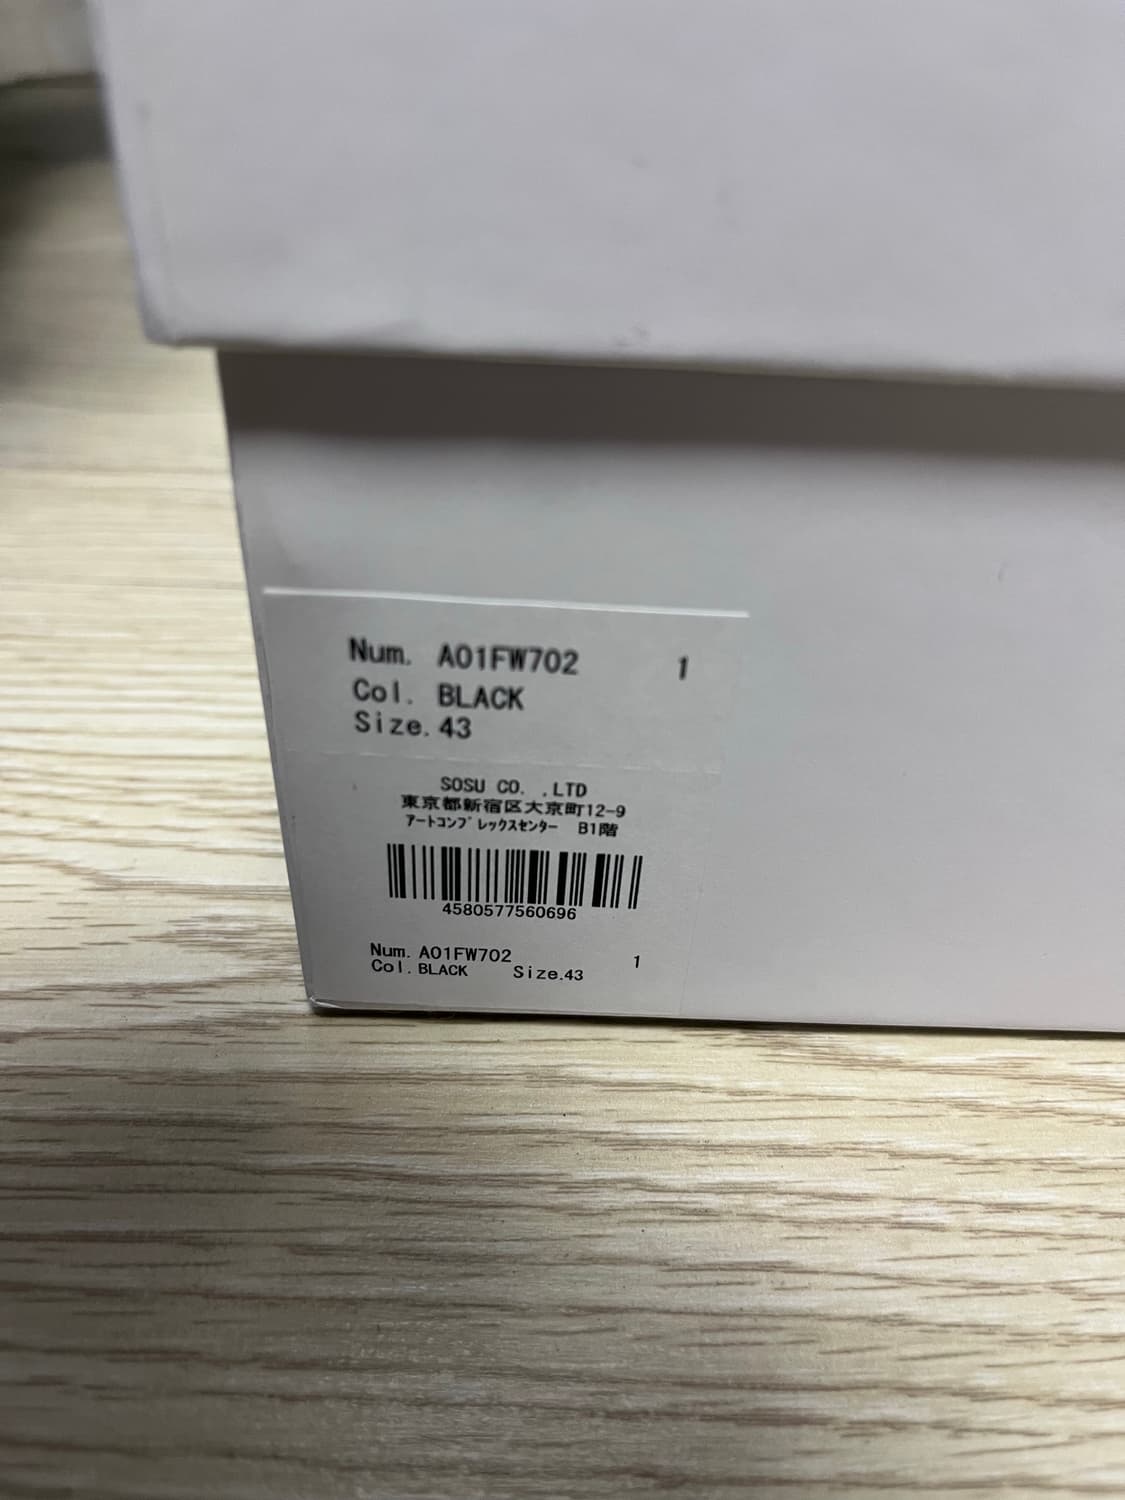 Num. A01FW702 1
Col. BLACK
Size. 43
SOSU CO. ,LTD
東京都新宿区大京町12-9
アートコンプレックスセンター B1階
4580577560696
Num. A01FW702 1
Col. BLACK Size.43